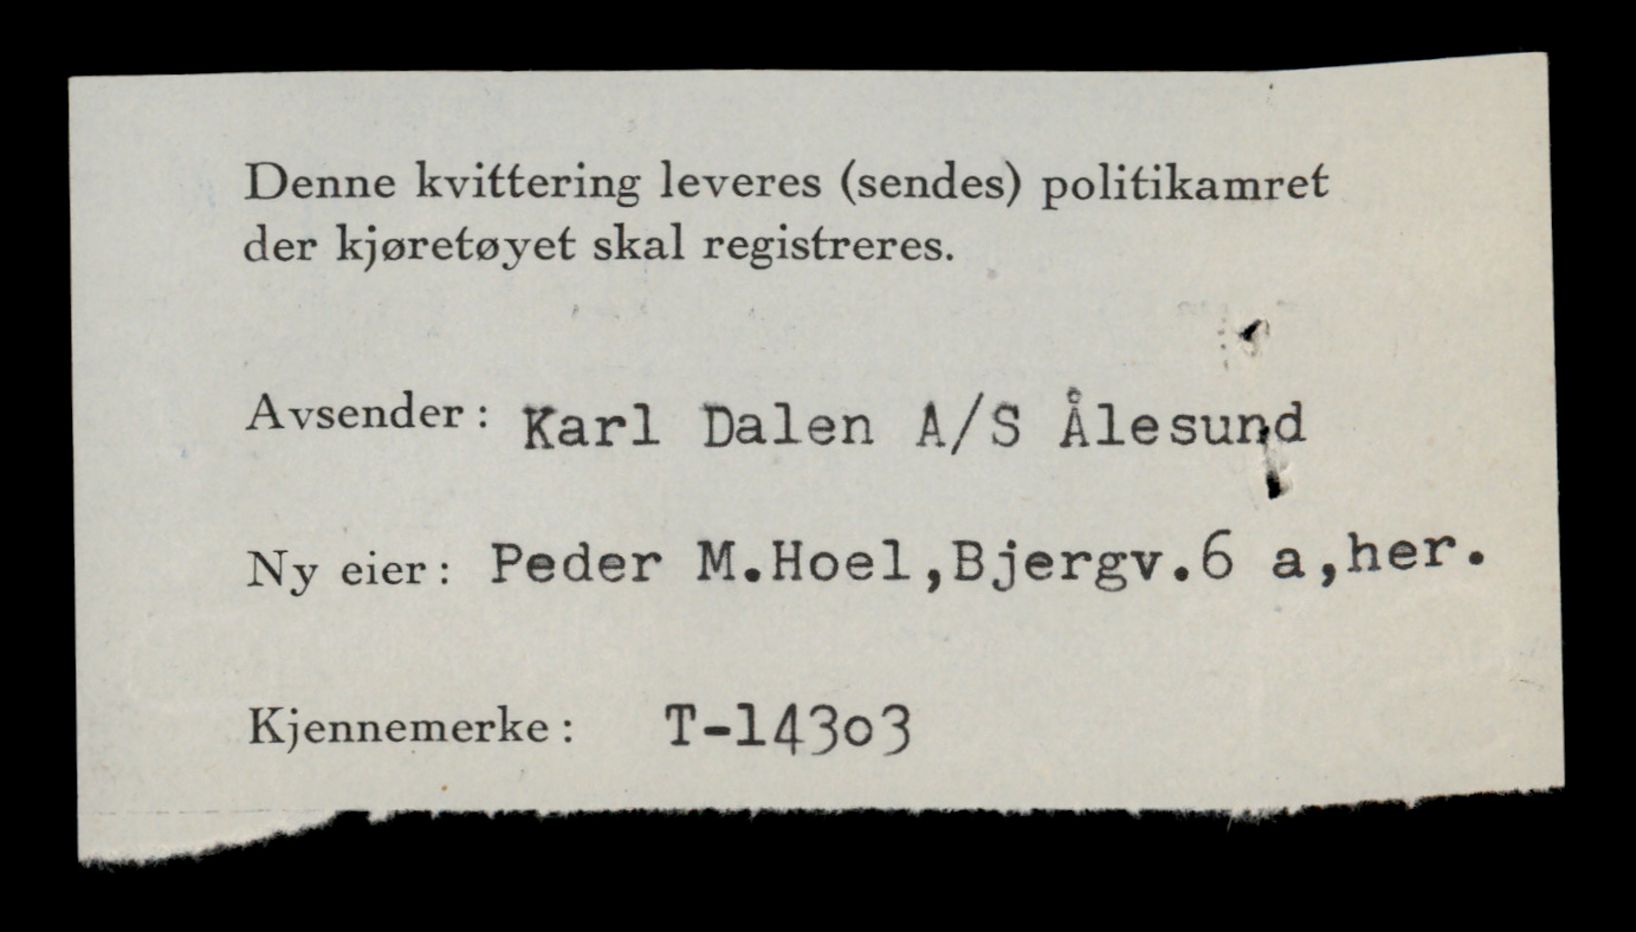 Denne kvittering leveres (sendes) politikamret
der kjøretøyet skal registreres.
Avsender: Karl Dalen A/S Ålesund
Ny eier: Peder M.Hoel,Bjergv.6 a,her.
Kjennemerke: T-14303